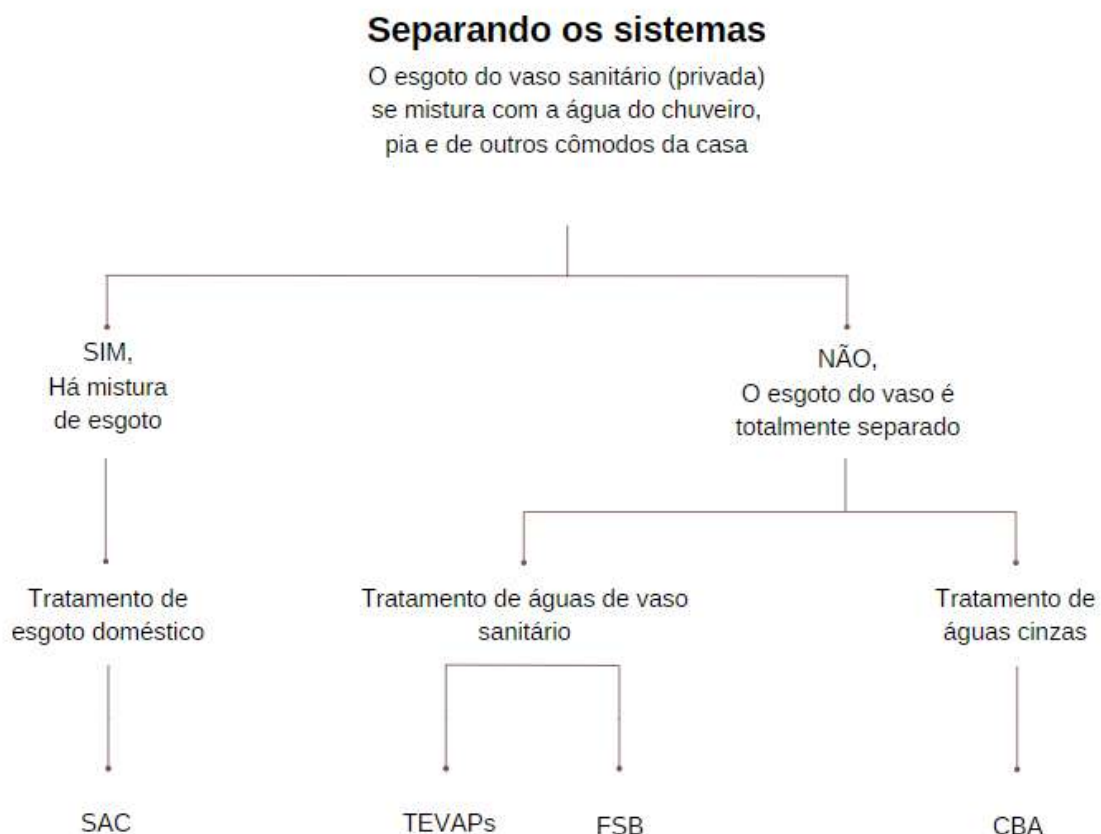 Separando os sistemas
O esgoto do vaso sanitário (privada)
se mistura com a água do chuveiro,
pia e de outros cômodos da casa
SIM,
Há mistura
de esgoto
NÃO,
O esgoto do vaso é
totalmente separado
Tratamento de
esgoto doméstico
Tratamento de águas de vaso
sanitário
Tratamento de
águas cinzas
SAC
TEVAPs
FSB
CBA